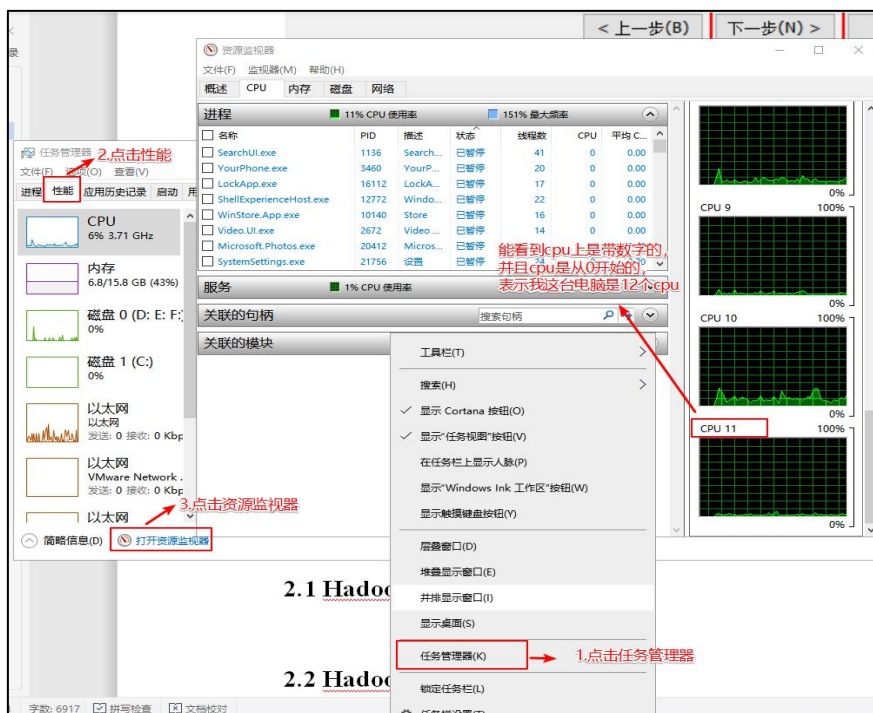 < 上一步(B)
下一步(N) >
录
资源监视器
文件(F) 监视器(M) 帮助(H)
概述 CPU 内存 磁盘 网络
进程 11% CPU 使用率 151% 最大频率
名称 PID 描述 状态 线程数 CPU 平均 C...
SearchUI.exe 1136 Search... 已暂停 41 0 0.00
YourPhone.exe 3460 YourP... 已暂停 20 0 0.00
LockApp.exe 16112 LockA... 已暂停 17 0 0.00
ShellExperienceHost.exe 12772 Windo... 已暂停 22 0 0.00
WinStore.App.exe 10140 Store 已暂停 16 0 0.00
Video.UI.exe 2672 Video ... 已暂停 14 0 0.00
Microsoft.Photos.exe 20412 Micros... 已暂停
SystemSettings.exe 21756 设置 已暂停 24
能看到cpu上是带数字的,
并且cpu是从0开始的,
表示我这台电脑是12个cpu
服务 1% CPU 使用率
关联的句柄 搜索句柄
关联的模块
0%
CPU 9 100%
0%
CPU 10 100%
0%
CPU 11 100%
0%
任务管理器
2.点击性能
文件(F) 选项(O) 查看(V)
进程 性能 应用历史记录 启动 用
CPU
6% 3.71 GHz
内存
6.8/15.8 GB (43%)
磁盘 0 (D: E: F:)
0%
磁盘 1 (C:)
0%
以太网
以太网
发送: 0 接收: 0 Kbp
以太网
VMware Network .
发送: 0 接收: 0 Kbp
3.点击资源监视器
以太网
简略信息(D) 打开资源监视器
工具栏(T)
搜索(H)
显示 Cortana 按钮(O)
显示“任务视图”按钮(V)
在任务栏上显示人脉(P)
显示“Windows Ink 工作区”按钮(W)
显示触摸键盘按钮(Y)
层叠窗口(D)
堆叠显示窗口(E)
并排显示窗口(I)
显示桌面(S)
任务管理器(K)
1.点击任务管理器
锁定任务栏(L)
2.1 Hadoo
2.2 Hadoo
字数: 6917 拼写检查 文档校对